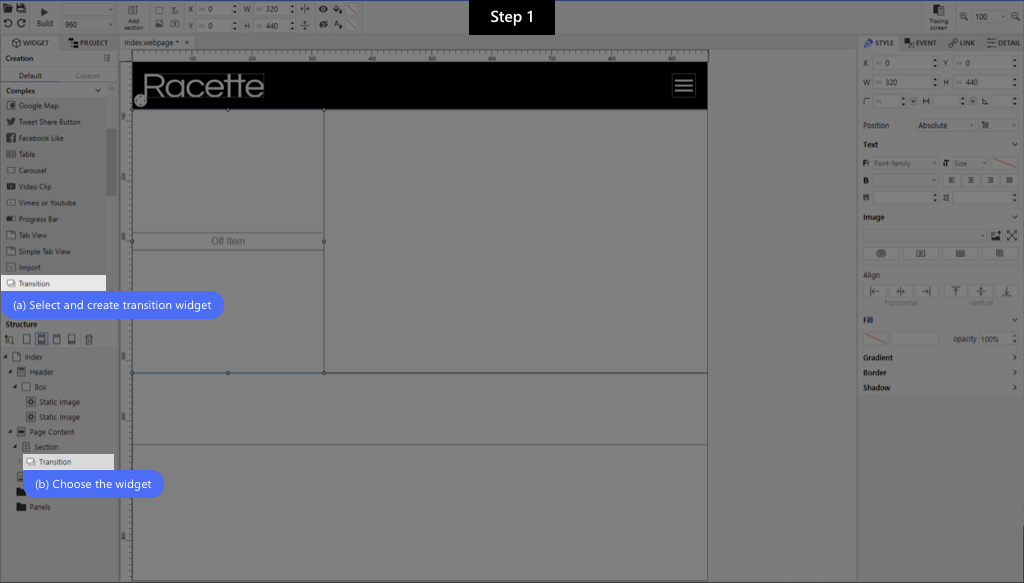 Step 1
Build
960
Add
section
X 0 W 320
Y 0 H 440
Tracing
screen
100
WIDGET PROJECT
Index.webpage * ×
STYLE EVENT LINK DETAIL
Creation
Default Custom
Complex
Google Map
Tweet Share Button
Facebook Like
Table
Carousel
Video Clip
Vimeo or Youtube
Progress Bar
Tab View
Simple Tab View
Import
Transition
(a) Select and create transition widget
Structure
Index
Header
Box
Static Image
Static Image
Page Content
Section
Transition
(b) Choose the widget
Panels
Racette
Off Item
X 0 Y 0
W 320 H 440
Position Absolute
Text
Font-family Size
B
Image
Align
horizontal vertical
Fill
opacity 100%
Gradient
Border
Shadow